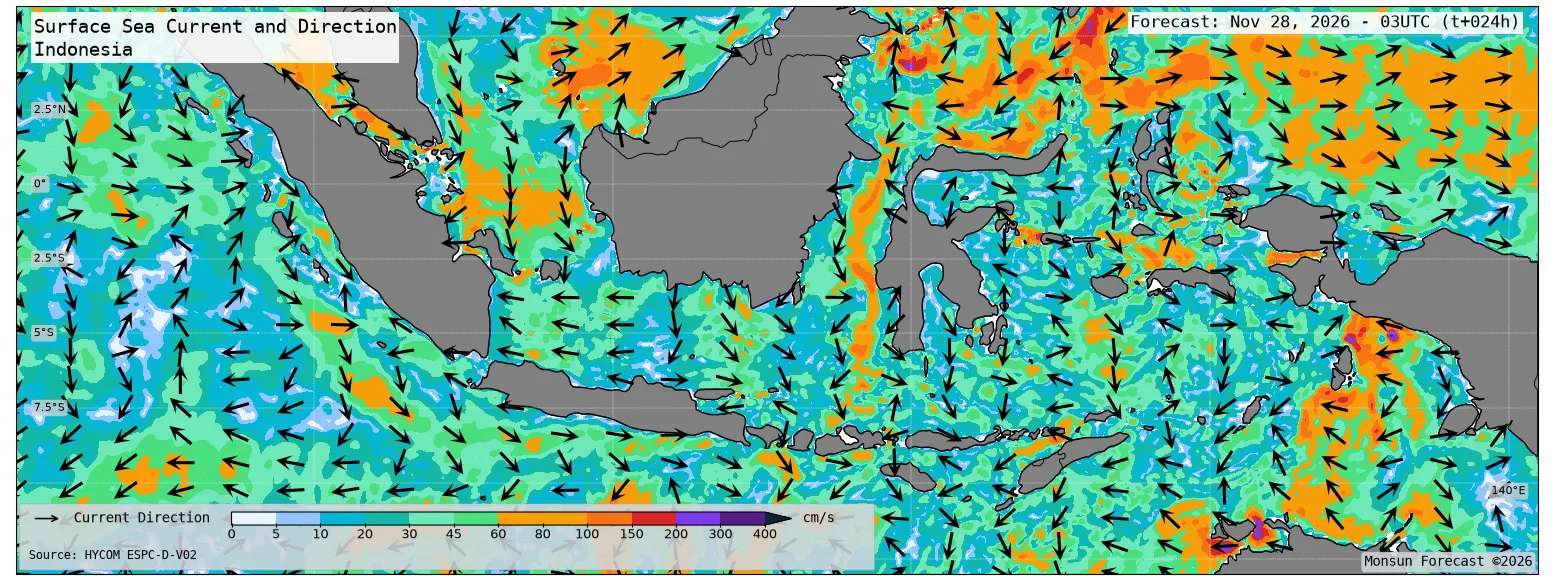 Surface Sea Current and Direction
Indonesia
Forecast: Nov 28, 2026 - 03UTC (t+024h)
2.5°N
0°
2.5°S
5°S
7.5°S
140°E
Current Direction
0 5 10 20 30 45 60 80 100 150 200 300 400 cm/s
Source: HYCOM ESPC-D-V02
Monsun Forecast ©2026